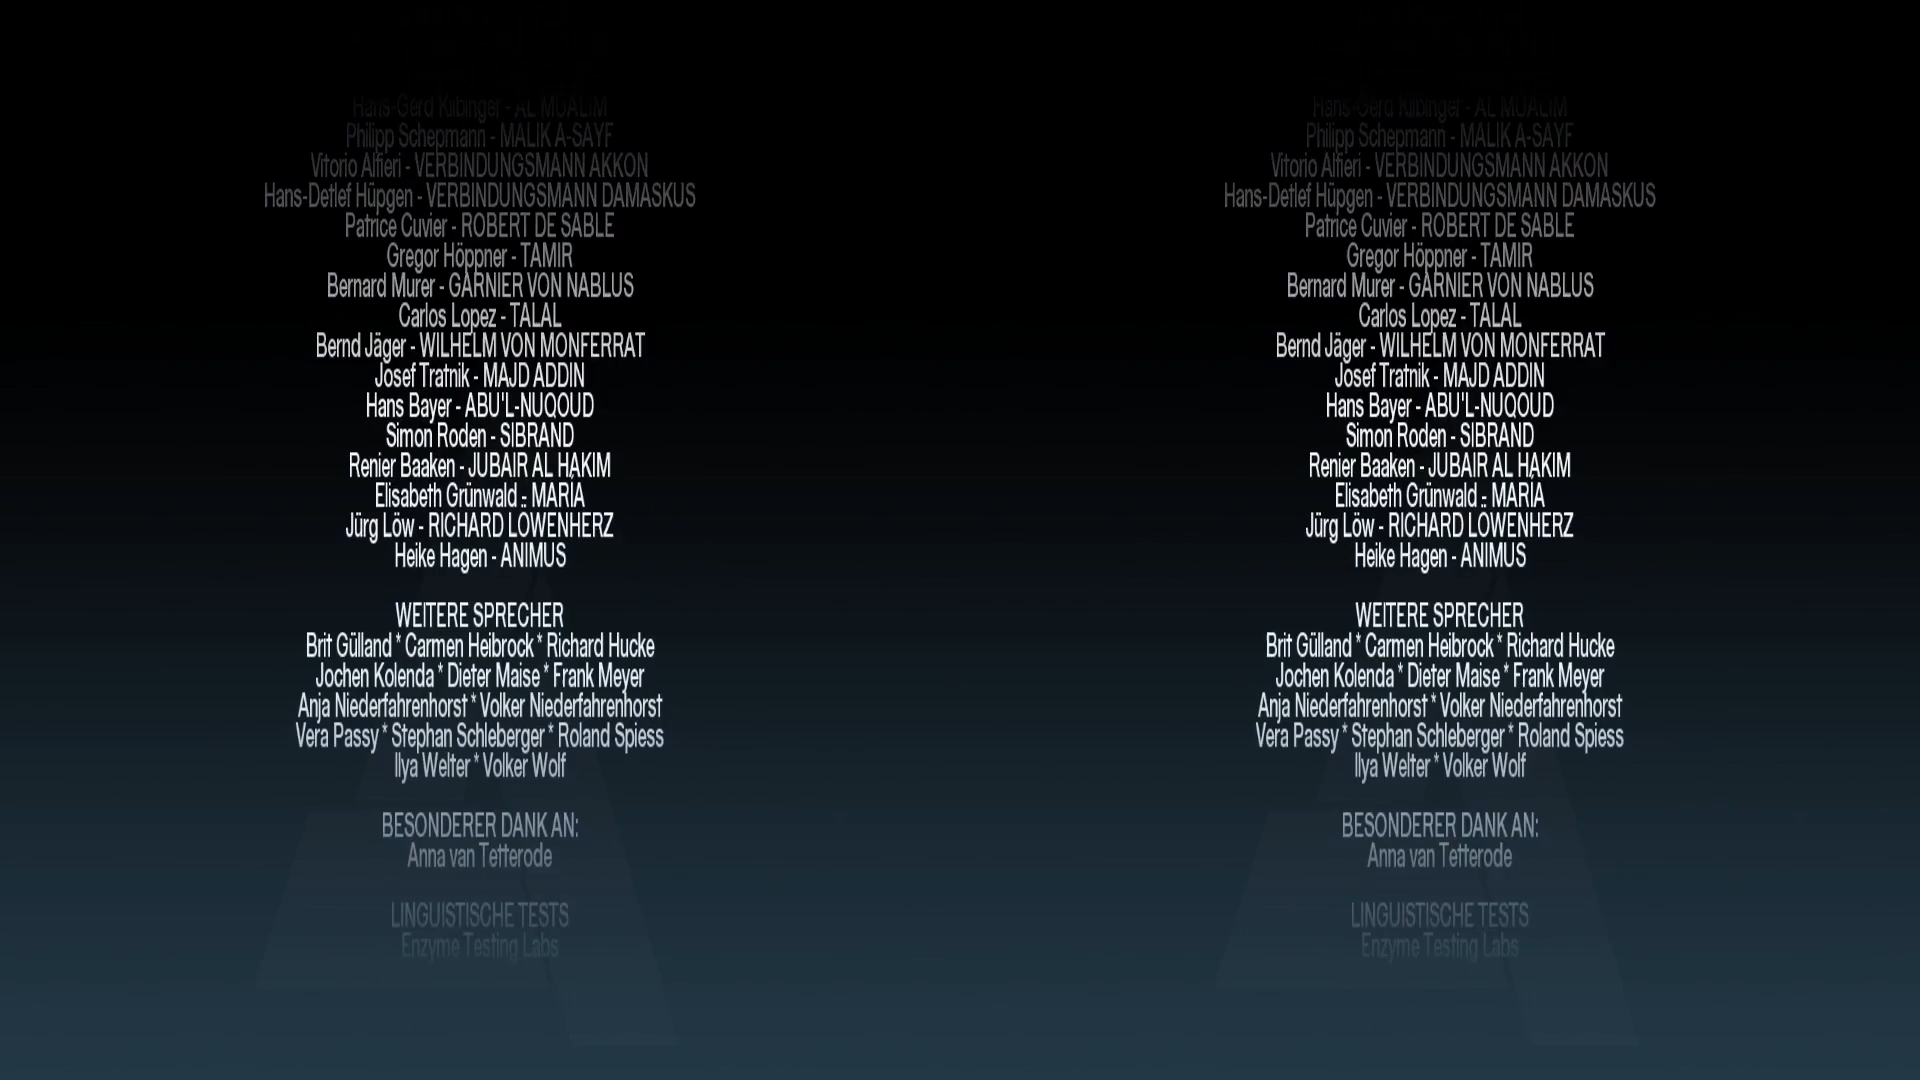 Hans-Gerd Kilbinger - AL MUALIM
Philipp Schepmann - MALIK A-SAYF
Vitorio Alfieri - VERBINDUNGSMANN AKKON
Hans-Detlef Hüpgen - VERBINDUNGSMANN DAMASKUS
Patrice Cuvier - ROBERT DE SABLE
Gregor Höppner - TAMIR
Bernard Murer - GARNIER VON NABLUS
Carlos Lopez - TALAL
Bernd Jäger - WILHELM VON MONFERRAT
Josef Tratnik - MAJD ADDIN
Hans Bayer - ABU'L-NUQOUD
Simon Roden - SIBRAND
Renier Baaken - JUBAIR AL HAKIM
Elisabeth Grünwald - MARÍA
Jürg Löw - RICHARD LÖWENHERZ
Heike Hagen - ANIMUS
WEITERE SPRECHER
Brit Gülland * Carmen Heibrock * Richard Hucke
Jochen Kolenda * Dieter Maise * Frank Meyer
Anja Niederfahrenhorst * Volker Niederfahrenhorst
Vera Passy * Stephan Schleberger * Roland Spiess
Ilya Welter * Volker Wolf
BESONDERER DANK AN:
Anna van Tetterode
LINGUISTISCHE TESTS
Enzyme Testing Labs
Hans-Gerd Kilbinger - AL MUALIM
Philipp Schepmann - MALIK A-SAYF
Vitorio Alfieri - VERBINDUNGSMANN AKKON
Hans-Detlef Hüpgen - VERBINDUNGSMANN DAMASKUS
Patrice Cuvier - ROBERT DE SABLE
Gregor Höppner - TAMIR
Bernard Murer - GARNIER VON NABLUS
Carlos Lopez - TALAL
Bernd Jäger - WILHELM VON MONFERRAT
Josef Tratnik - MAJD ADDIN
Hans Bayer - ABU'L-NUQOUD
Simon Roden - SIBRAND
Renier Baaken - JUBAIR AL HAKIM
Elisabeth Grünwald - MARÍA
Jürg Löw - RICHARD LÖWENHERZ
Heike Hagen - ANIMUS
WEITERE SPRECHER
Brit Gülland * Carmen Heibrock * Richard Hucke
Jochen Kolenda * Dieter Maise * Frank Meyer
Anja Niederfahrenhorst * Volker Niederfahrenhorst
Vera Passy * Stephan Schleberger * Roland Spiess
Ilya Welter * Volker Wolf
BESONDERER DANK AN:
Anna van Tetterode
LINGUISTISCHE TESTS
Enzyme Testing Labs